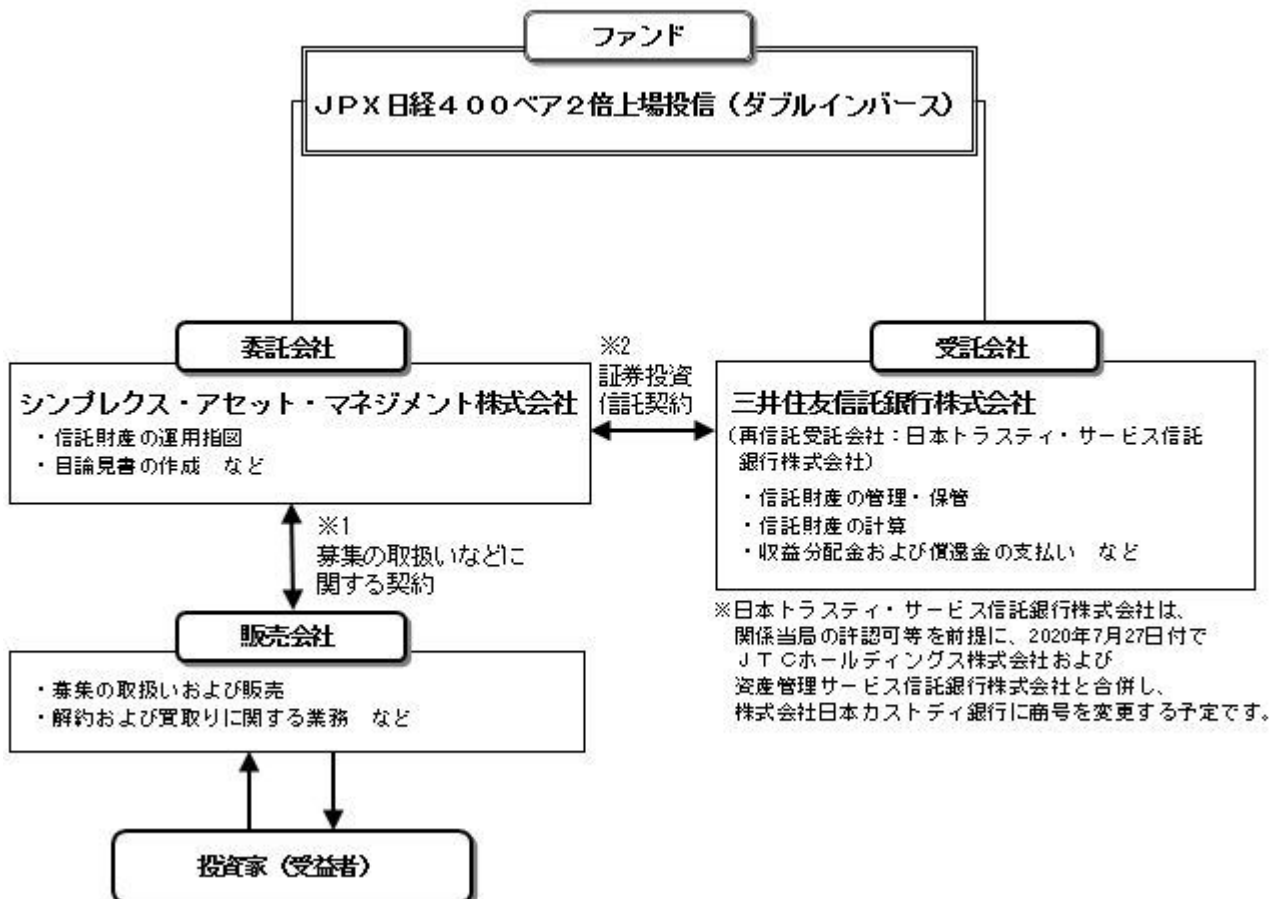 ファンド
JPX日経400ベア2倍上場投信（ダブルインバース）
委託会社
シンプレクス・アセット・マネジメント株式会社
・信託財産の運用指図
・目論見書の作成　など
※2
証券投資
信託契約
受託会社
三井住友信託銀行株式会社
（再信託受託会社：日本トラスティ・サービス信託
銀行株式会社）
・信託財産の管理・保管
・信託財産の計算
・収益分配金および償還金の支払い　など
※日本トラスティ・サービス信託銀行株式会社は、
関係当局の許認可等を前提に、2020年7月27日付で
ＪＴＣホールディングス株式会社および
資産管理サービス信託銀行株式会社と合併し、
株式会社日本カストディ銀行に商号を変更する予定です。
※1
募集の取扱いなどに
関する契約
販売会社
・募集の取扱いおよび販売
・解約および買取りに関する業務　など
投資家（受益者）